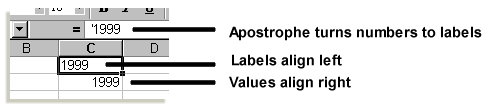 = '1999
Apostrophe turns numbers to labels
B C D
1999
Labels align left
1999
Values align right